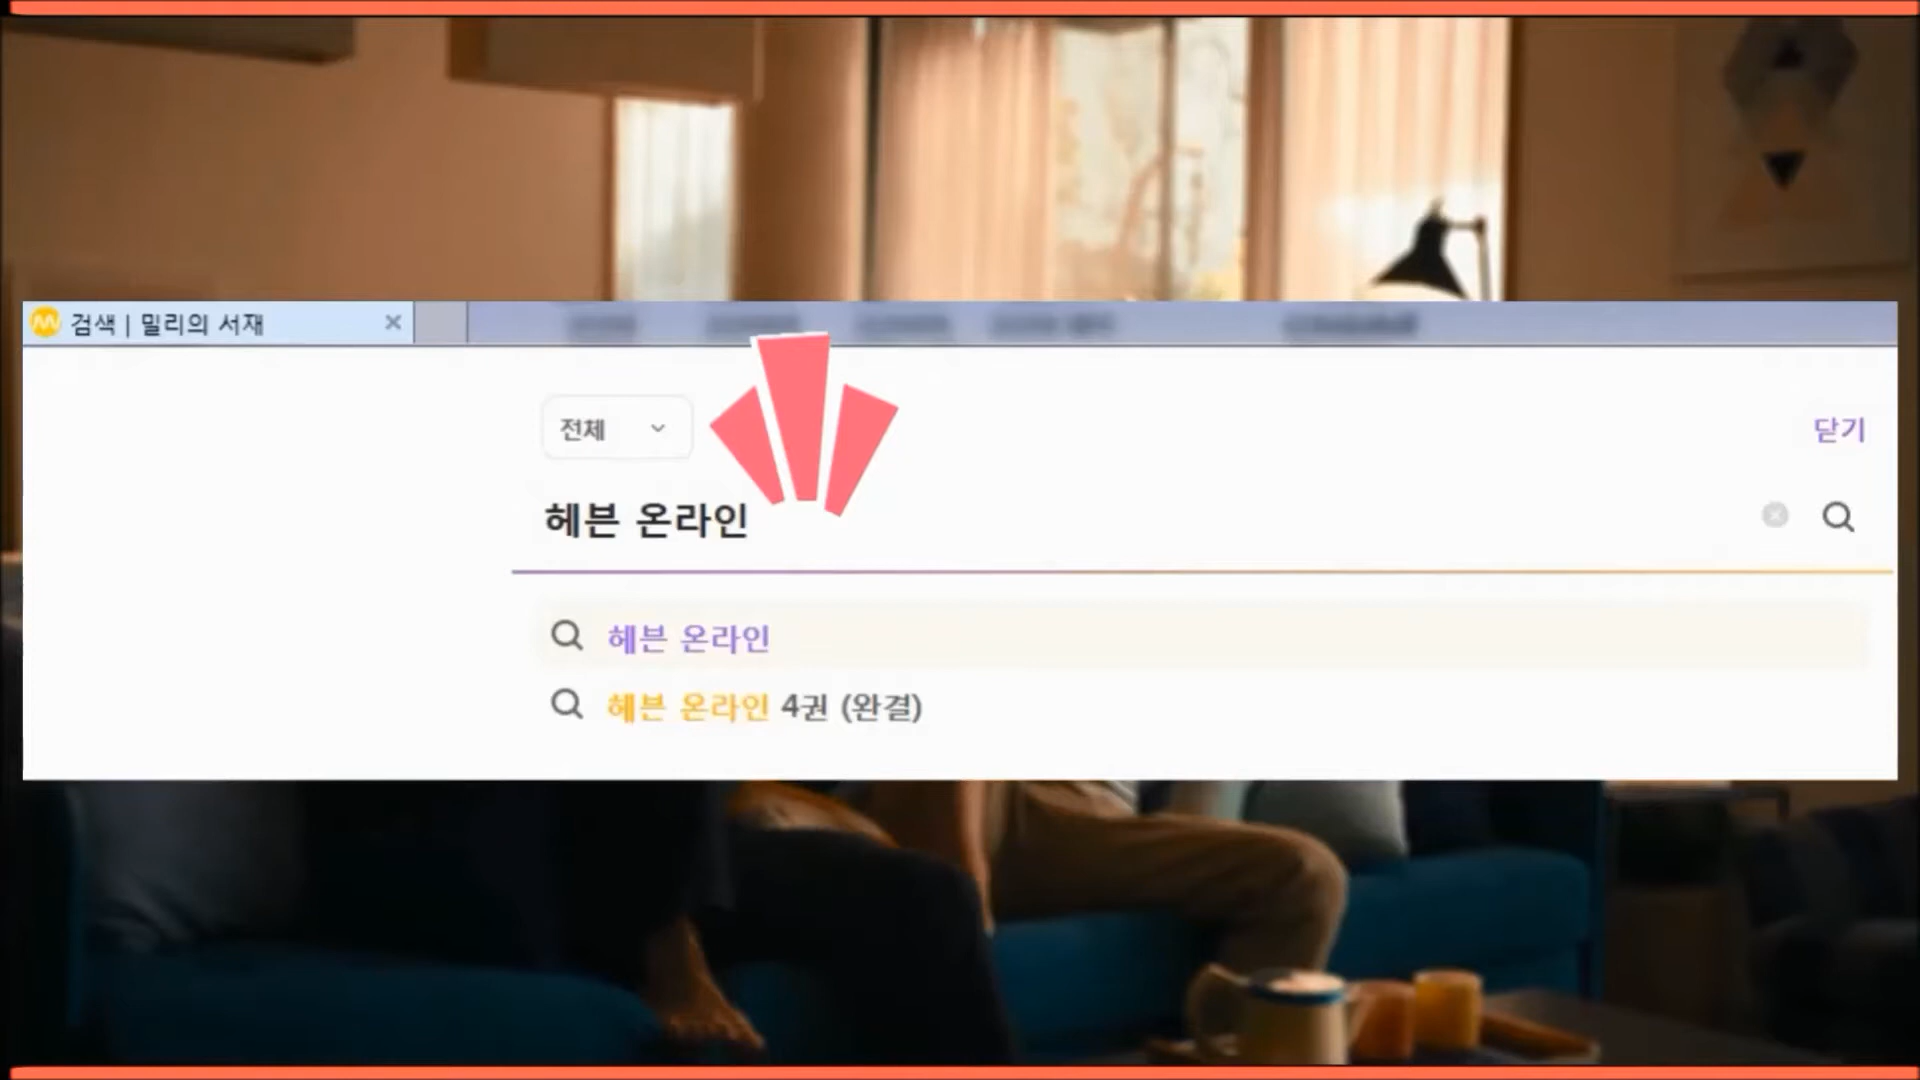 검색 | 밀리의 서재
전체
닫기
헤븐 온라인
헤븐 온라인
헤븐 온라인 4권 (완결)